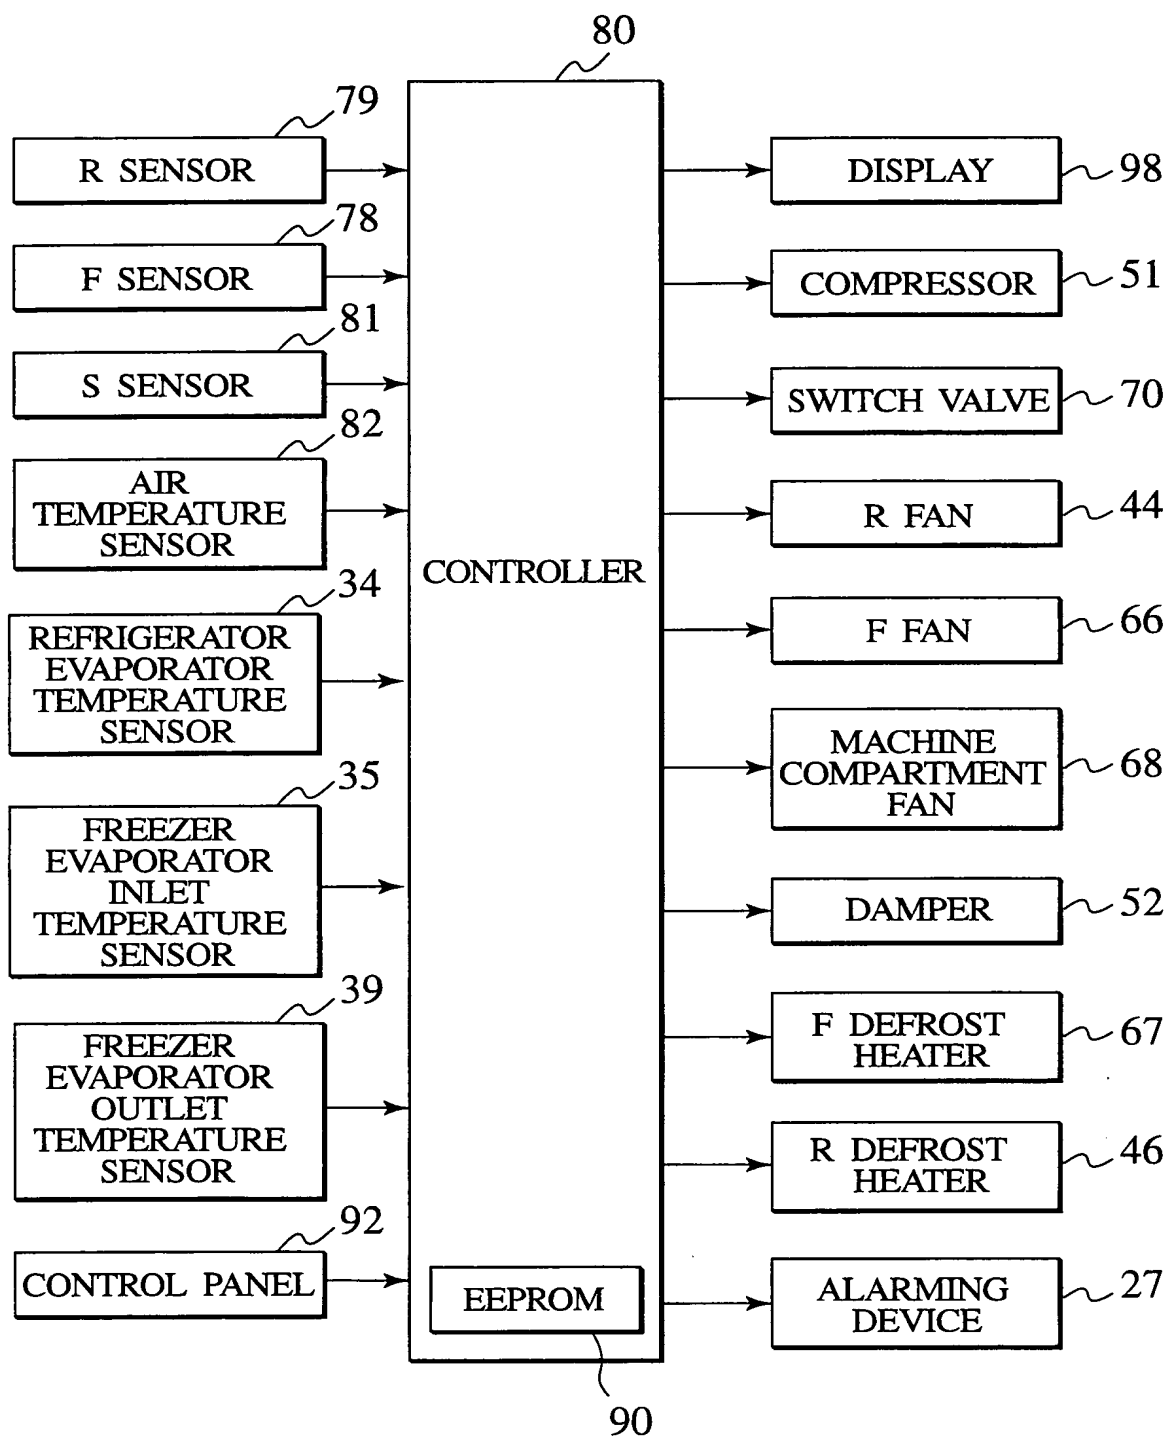 80
79
R SENSOR
78
F SENSOR
81
S SENSOR
82
AIR
TEMPERATURE
SENSOR
34
REFRIGERATOR
EVAPORATOR
TEMPERATURE
SENSOR
35
FREEZER
EVAPORATOR
INLET
TEMPERATURE
SENSOR
39
FREEZER
EVAPORATOR
OUTLET
TEMPERATURE
SENSOR
92
CONTROL PANEL
CONTROLLER
EEPROM
90
DISPLAY
98
COMPRESSOR
51
SWITCH VALVE
70
R FAN
44
F FAN
66
MACHINE
COMPARTMENT
FAN
68
DAMPER
52
F DEFROST
HEATER
67
R DEFROST
HEATER
46
ALARMING
DEVICE
27